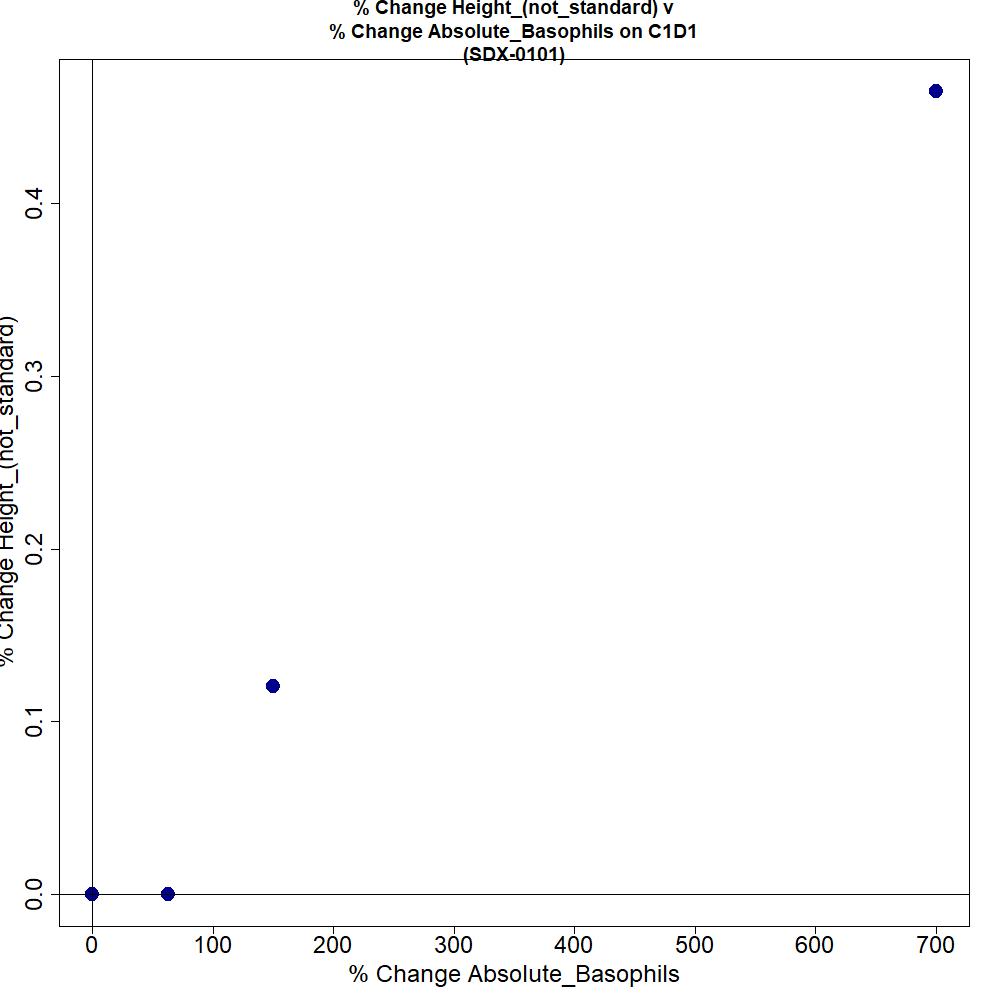 % Change Height_(not_standard) v
% Change Absolute_Basophils on C1D1
(SDX-0101)
% Change Height_(not_standard)
0.4
0.3
0.2
0.1
0.0
0 100 200 300 400 500 600 700
% Change Absolute_Basophils